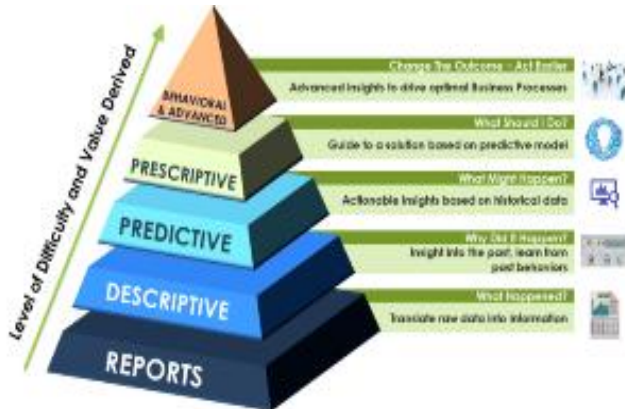 Level of Difficulty and Value Derived
BEHAVIORAL
& ADVANCED
Change The Outcome - Act Earlier
Advanced Insights to drive optimal Business Processes
PRESCRIPTIVE
What Should I Do?
Guide to a solution based on predictive model
PREDICTIVE
What Might Happen?
Actionable Insights based on historical data
DESCRIPTIVE
Why Did It Happen?
Insight into the past, learn from
past behaviors
REPORTS
What Happened?
Translate raw data into information